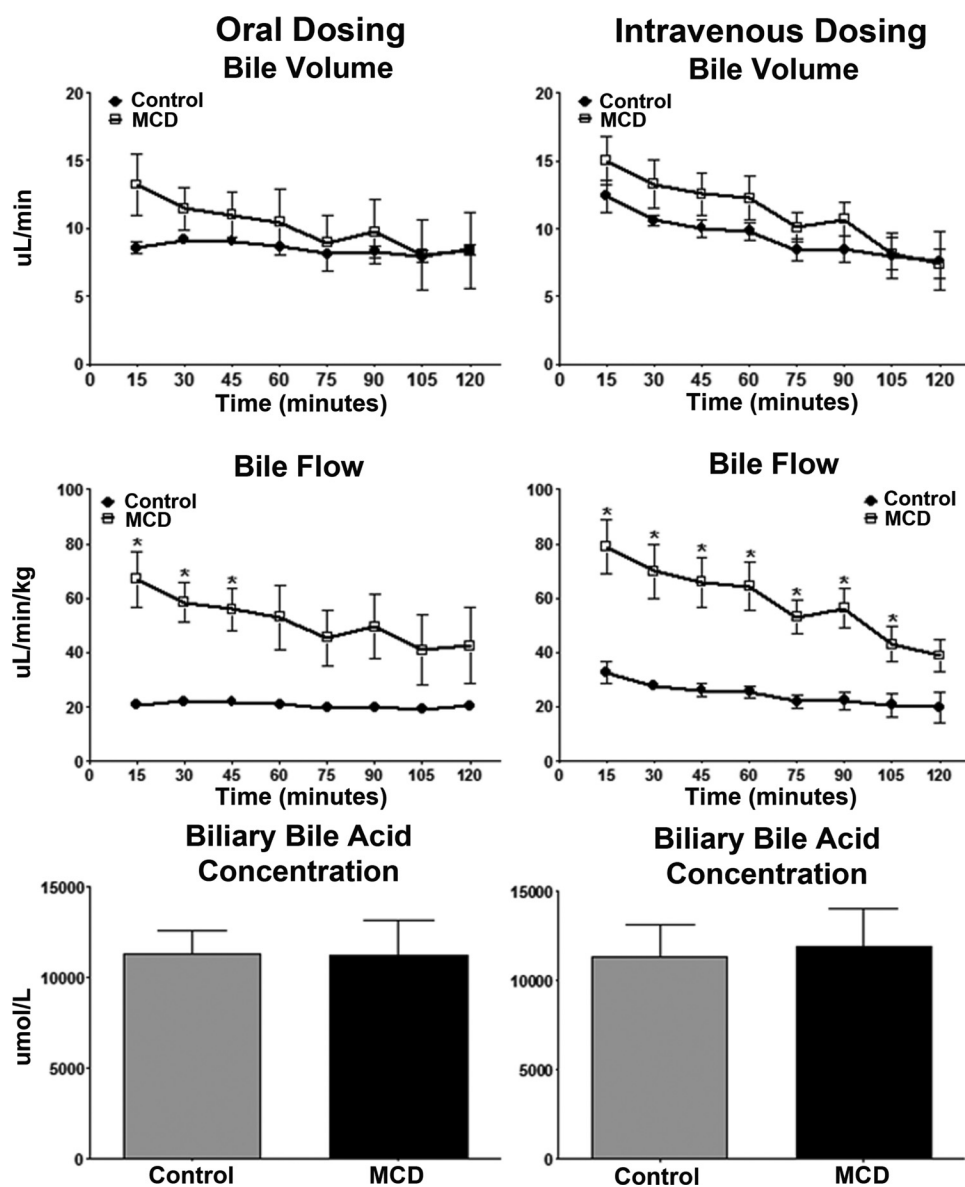 Oral Dosing
Bile Volume
Control
MCD
uL/min
20
15
10
5
0
0 15 30 45 60 75 90 105 120
Time (minutes)
Intravenous Dosing
Bile Volume
Control
MCD
20
15
10
5
0
0 15 30 45 60 75 90 105 120
Time (minutes)
Bile Flow
Control
MCD
uL/min/kg
100
80
60
40
20
0
* * *
0 15 30 45 60 75 90 105 120
Time (minutes)
Bile Flow
Control
MCD
100
80
60
40
20
0
* * * * * * *
0 15 30 45 60 75 90 105 120
Time (minutes)
Biliary Bile Acid
Concentration
umol/L
15000
10000
5000
0
Control MCD
Biliary Bile Acid
Concentration
15000
10000
5000
0
Control MCD